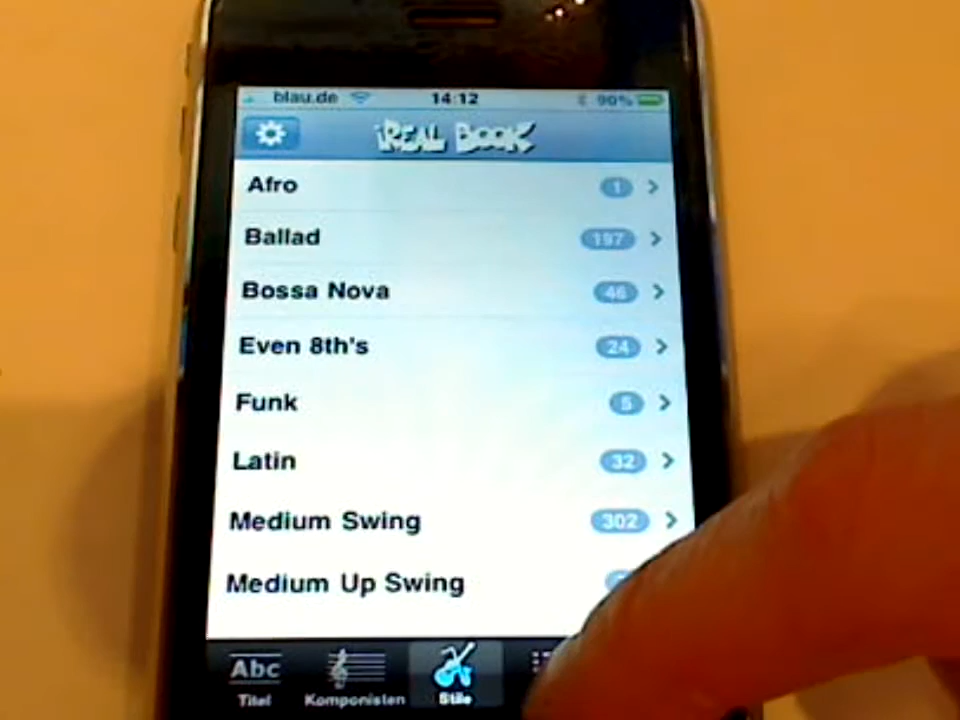 blau.de 14:12 90%
iREAL BOOK
Afro 1
Ballad 197
Bossa Nova 46
Even 8th's 24
Funk 5
Latin 32
Medium Swing 302
Medium Up Swing
Abc
Titel Komponisten Stile